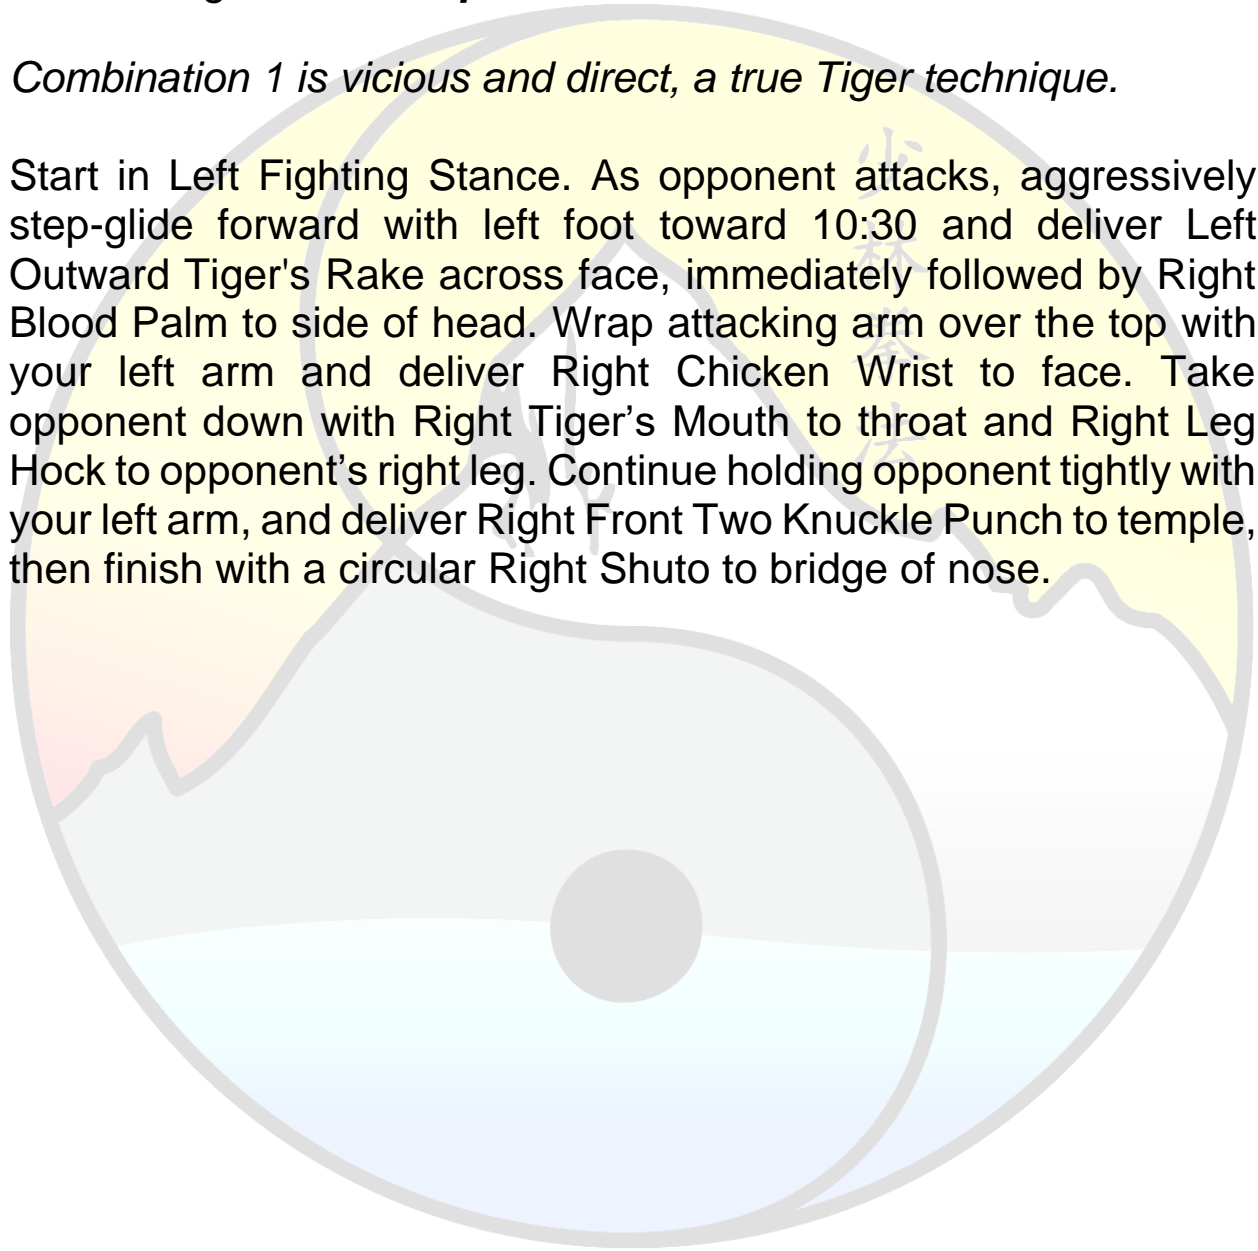 Combination 1 is vicious and direct, a true Tiger technique.
Start in Left Fighting Stance. As opponent attacks, aggressively
step-glide forward with left foot toward 10:30 and deliver Left
Outward Tiger's Rake across face, immediately followed by Right
Blood Palm to side of head. Wrap attacking arm over the top with
your left arm and deliver Right Chicken Wrist to face. Take
opponent down with Right Tiger’s Mouth to throat and Right Leg
Hock to opponent’s right leg. Continue holding opponent tightly with
your left arm, and deliver Right Front Two Knuckle Punch to temple,
then finish with a circular Right Shuto to bridge of nose.
少
林
拳
法